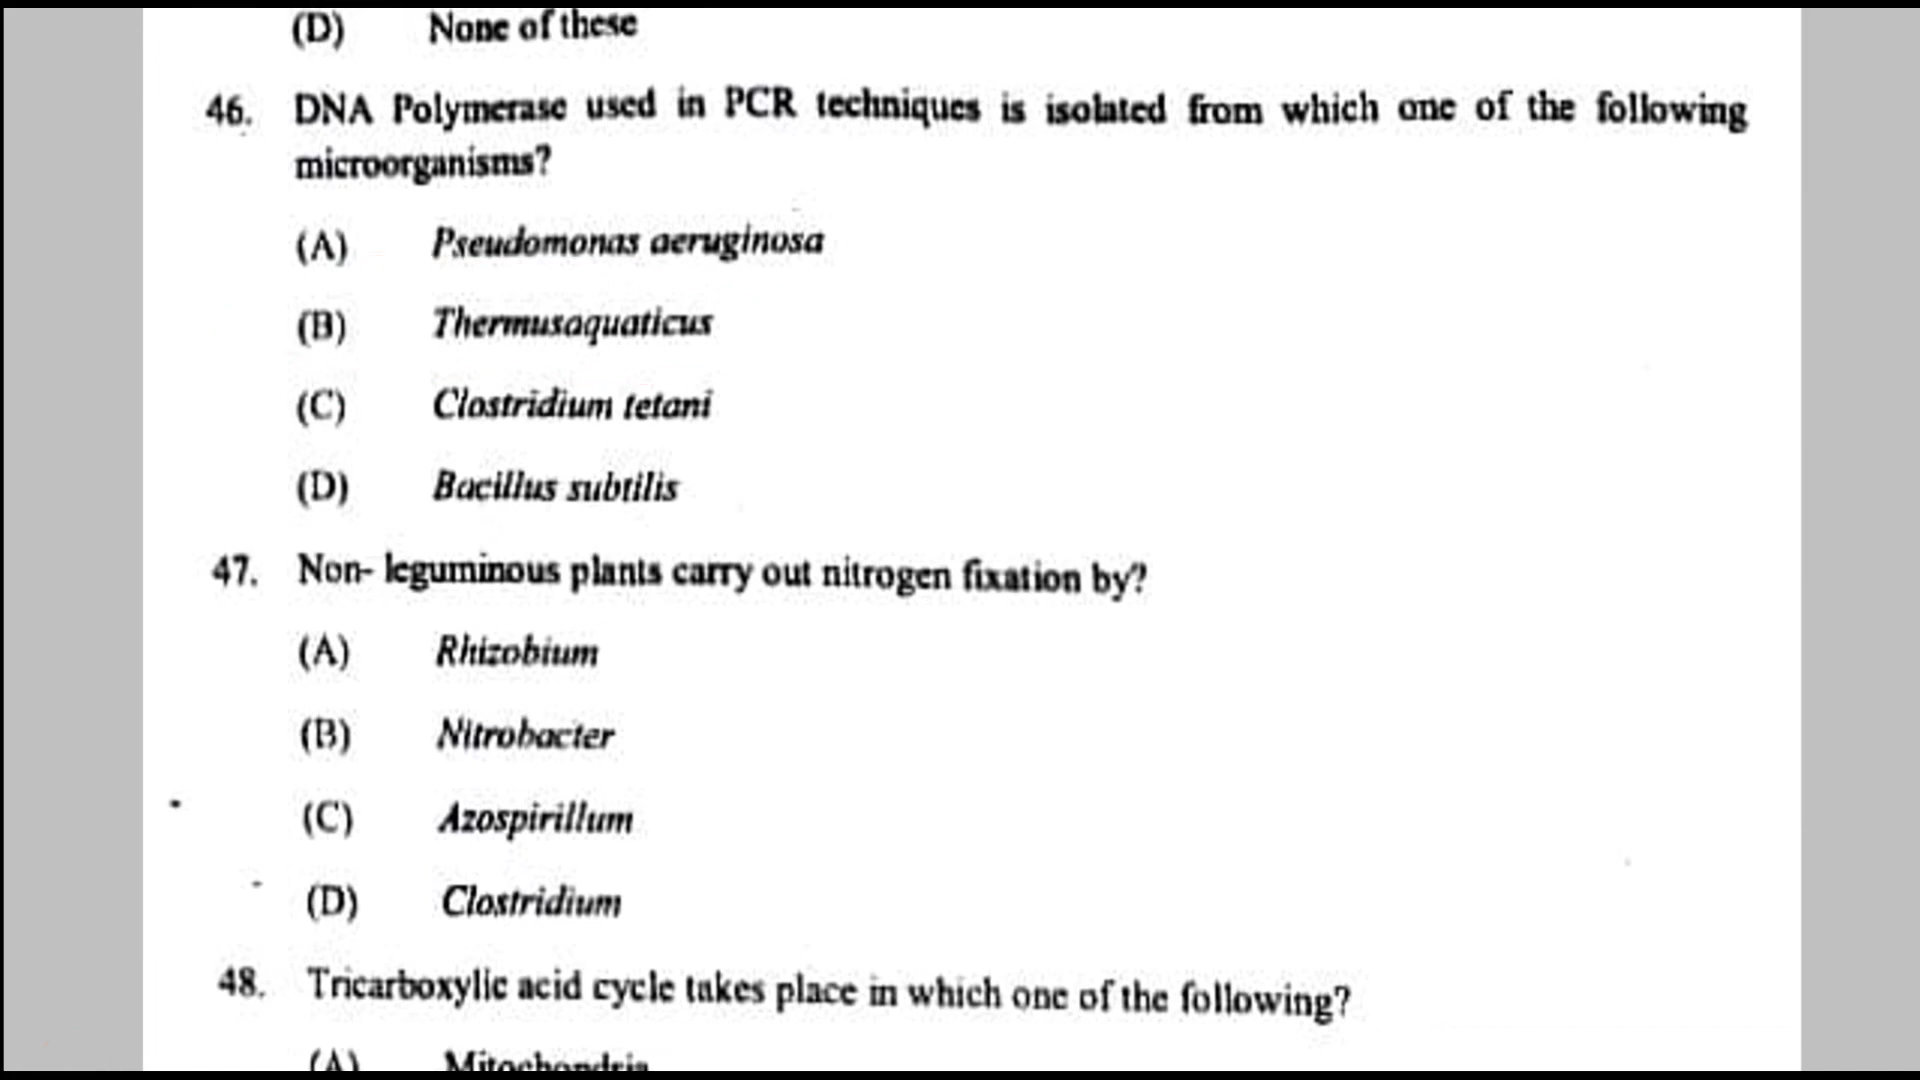 (D) None of these
46. DNA Polymerase used in PCR techniques is isolated from which one of the following
microorganisms?
(A) Pseudomonas aeruginosa
(B) Thermusaquaticus
(C) Clostridium tetani
(D) Bacillus subtilis
47. Non- leguminous plants carry out nitrogen fixation by?
(A) Rhizobium
(B) Nitrobacter
(C) Azospirillum
(D) Clostridium
48. Tricarboxylic acid cycle takes place in which one of the following?
(A) Mitochondria